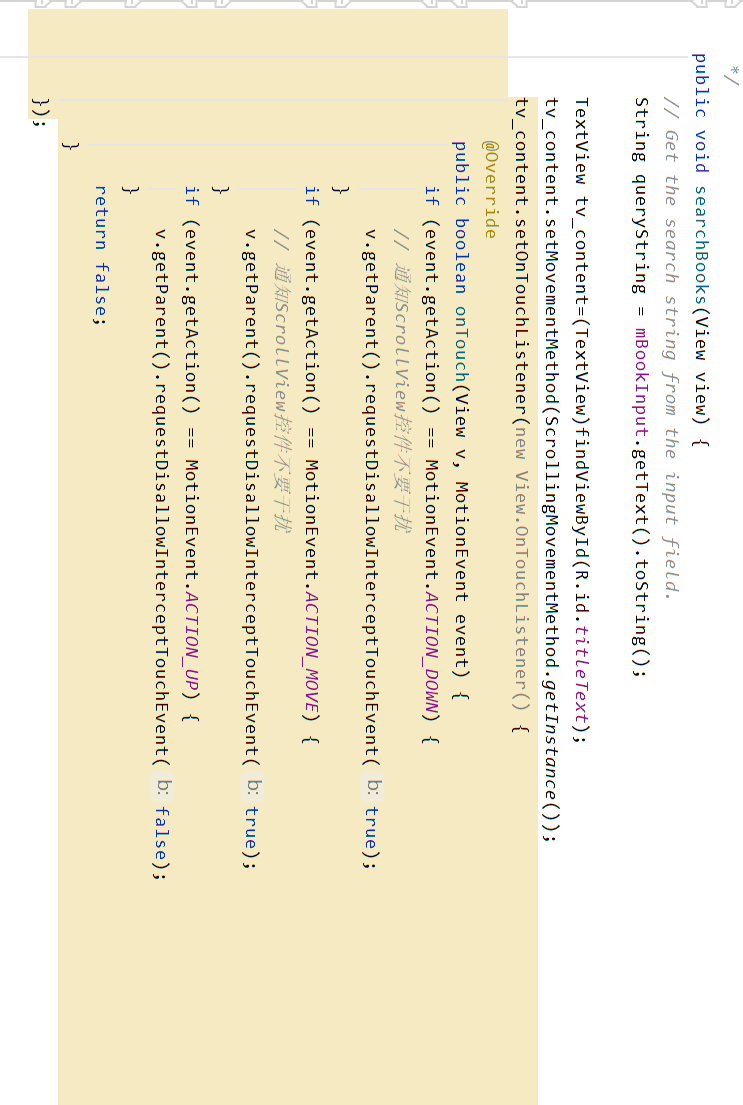 */
public void searchBooks(View view) {
// Get the search string from the input field.
String queryString = mBookInput.getText().toString();
TextView tv_content=(TextView)findViewById(R.id.titleText);
tv_content.setMovementMethod(ScrollingMovementMethod.getInstance());
tv_content.setOnTouchListener(new View.OnTouchListener() {
@Override
public boolean onTouch(View v, MotionEvent event) {
if (event.getAction() == MotionEvent.ACTION_DOWN) {
// 通知ScrollView控件不要干扰
v.getParent().requestDisallowInterceptTouchEvent( b: true);
}
if (event.getAction() == MotionEvent.ACTION_MOVE) {
// 通知ScrollView控件不要干扰
v.getParent().requestDisallowInterceptTouchEvent( b: true);
}
if (event.getAction() == MotionEvent.ACTION_UP) {
v.getParent().requestDisallowInterceptTouchEvent( b: false);
}
return false;
}
});